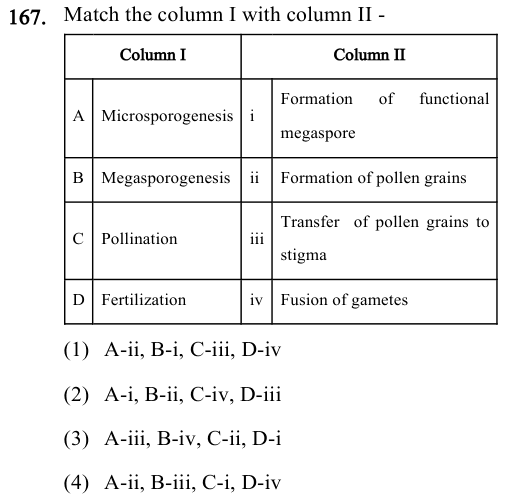 167. Match the column I with column II -
Column I Column II
A Microsporogenesis i Formation of functional
megaspore
B Megasporogenesis ii Formation of pollen grains
C Pollination iii Transfer of pollen grains to
stigma
D Fertilization iv Fusion of gametes
(1) A-ii, B-i, C-iii, D-iv
(2) A-i, B-ii, C-iv, D-iii
(3) A-iii, B-iv, C-ii, D-i
(4) A-ii, B-iii, C-i, D-iv